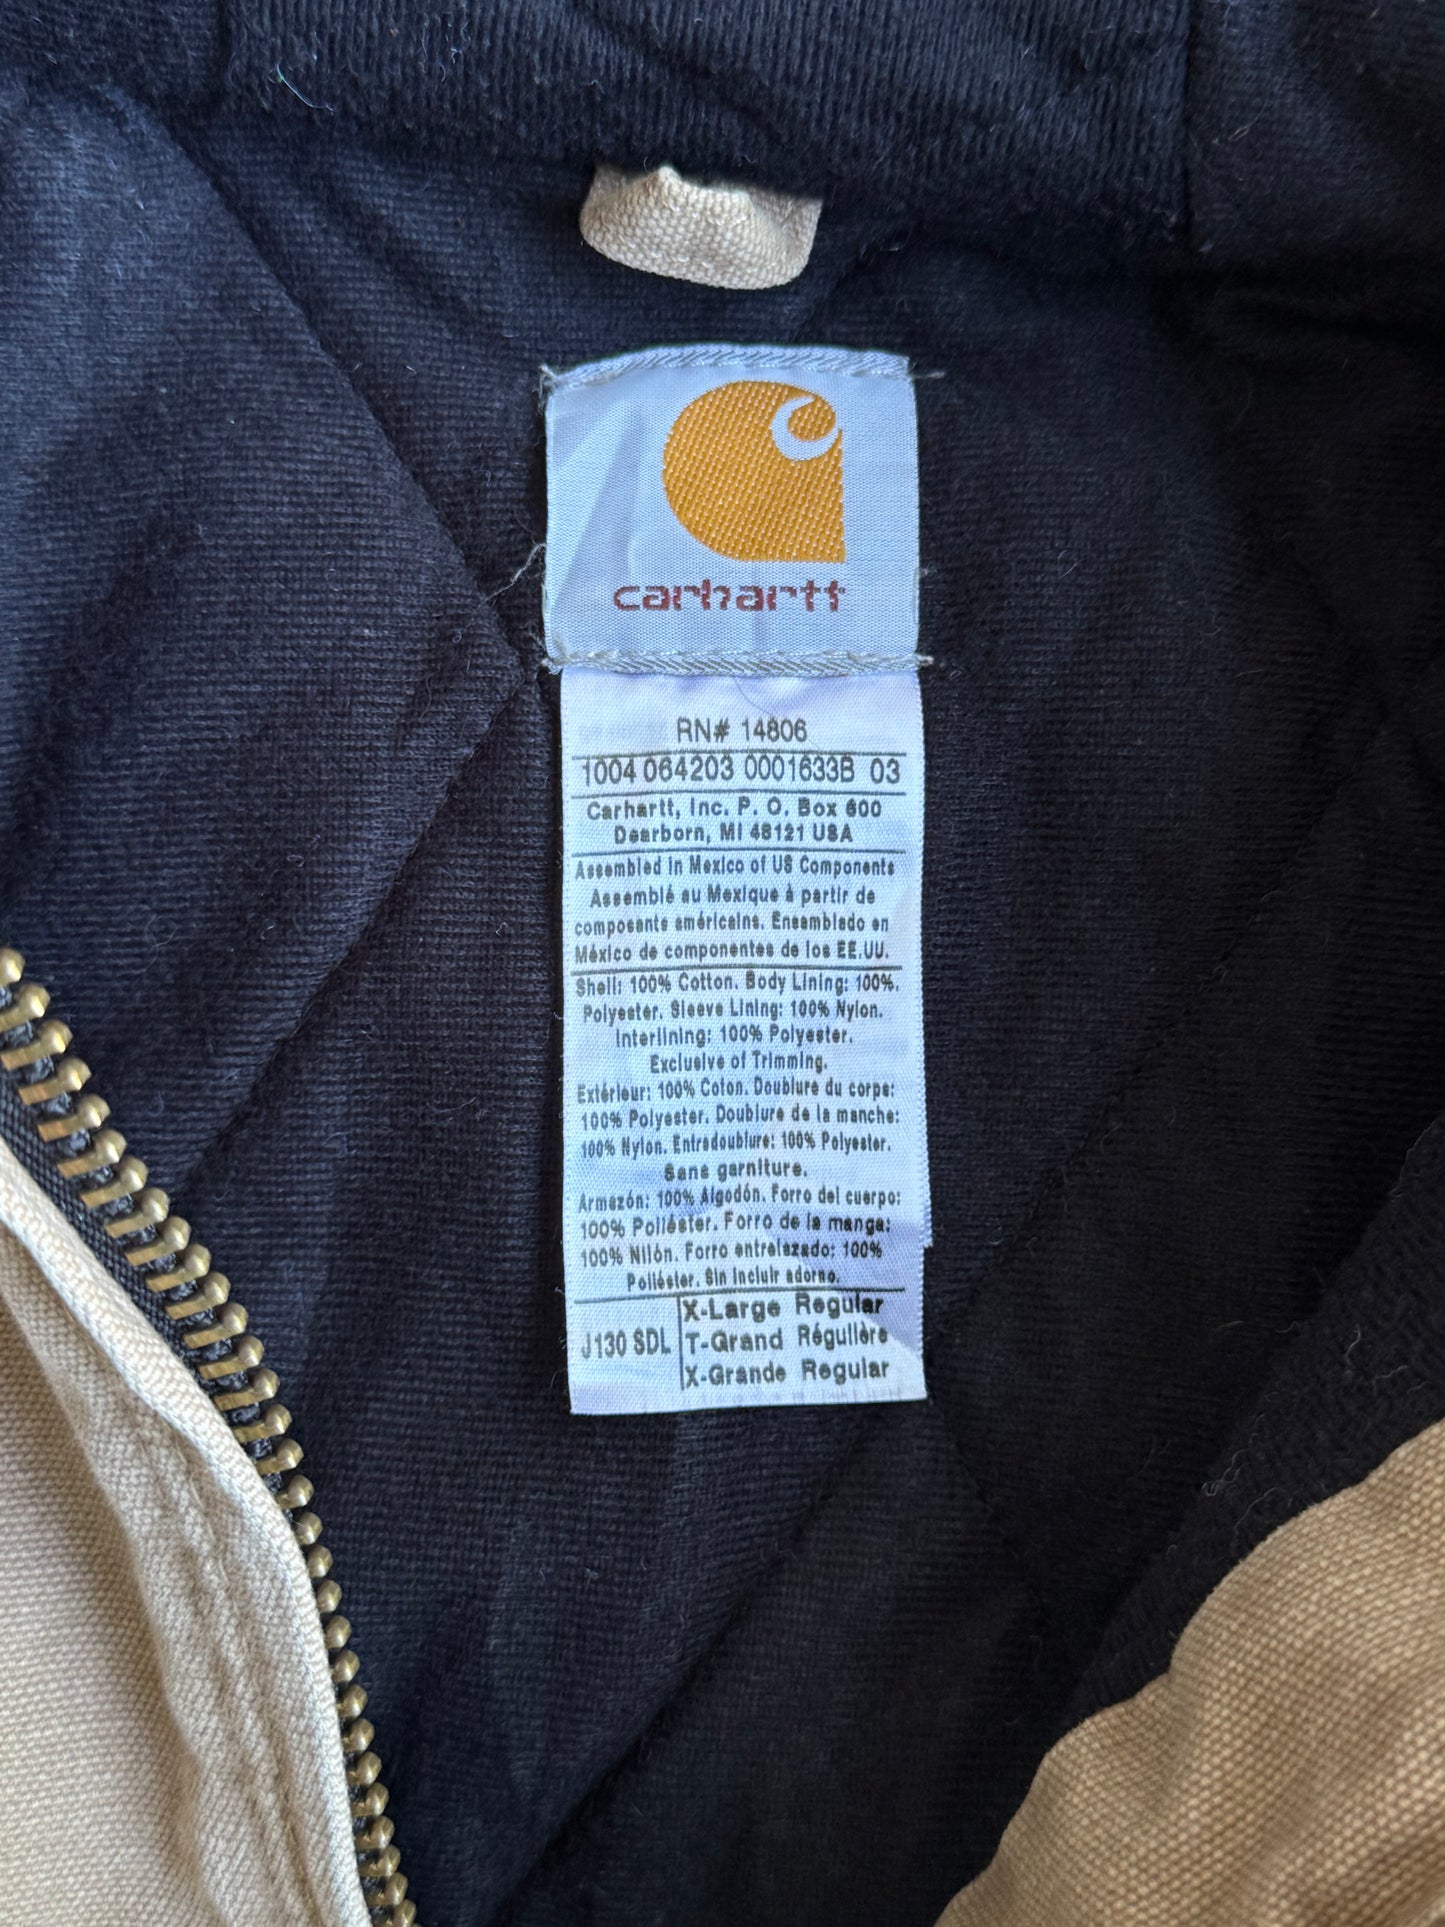 carhartt
RN# 14806
1004 064203 0001633B 03
Carhartt, Inc. P. O. Box 600
Dearborn, MI 48121 USA
Assembled in Mexico of US Components
Assemblé au Mexique à partir de
composants américains. Ensamblado en
México de componentes de los EE.UU.
Shell: 100% Cotton. Body Lining: 100%.
Polyester. Sleeve Lining: 100% Nylon.
Interlining: 100% Polyester.
Exclusive of Trimming.
Extérieur: 100% Coton. Doublure du corps:
100% Polyester. Doublure de la manche:
100% Nylon. Entredoublure: 100% Polyester.
Sans garniture.
Armazón: 100% Algodón. Forro del cuerpo:
100% Poliéster. Forro de la manga:
100% Nilón. Forro entrelazado: 100%
Poliéster. Sin incluir adorno.
J130 SDL
X-Large Regular
T-Grand Régulière
X-Grande Regular